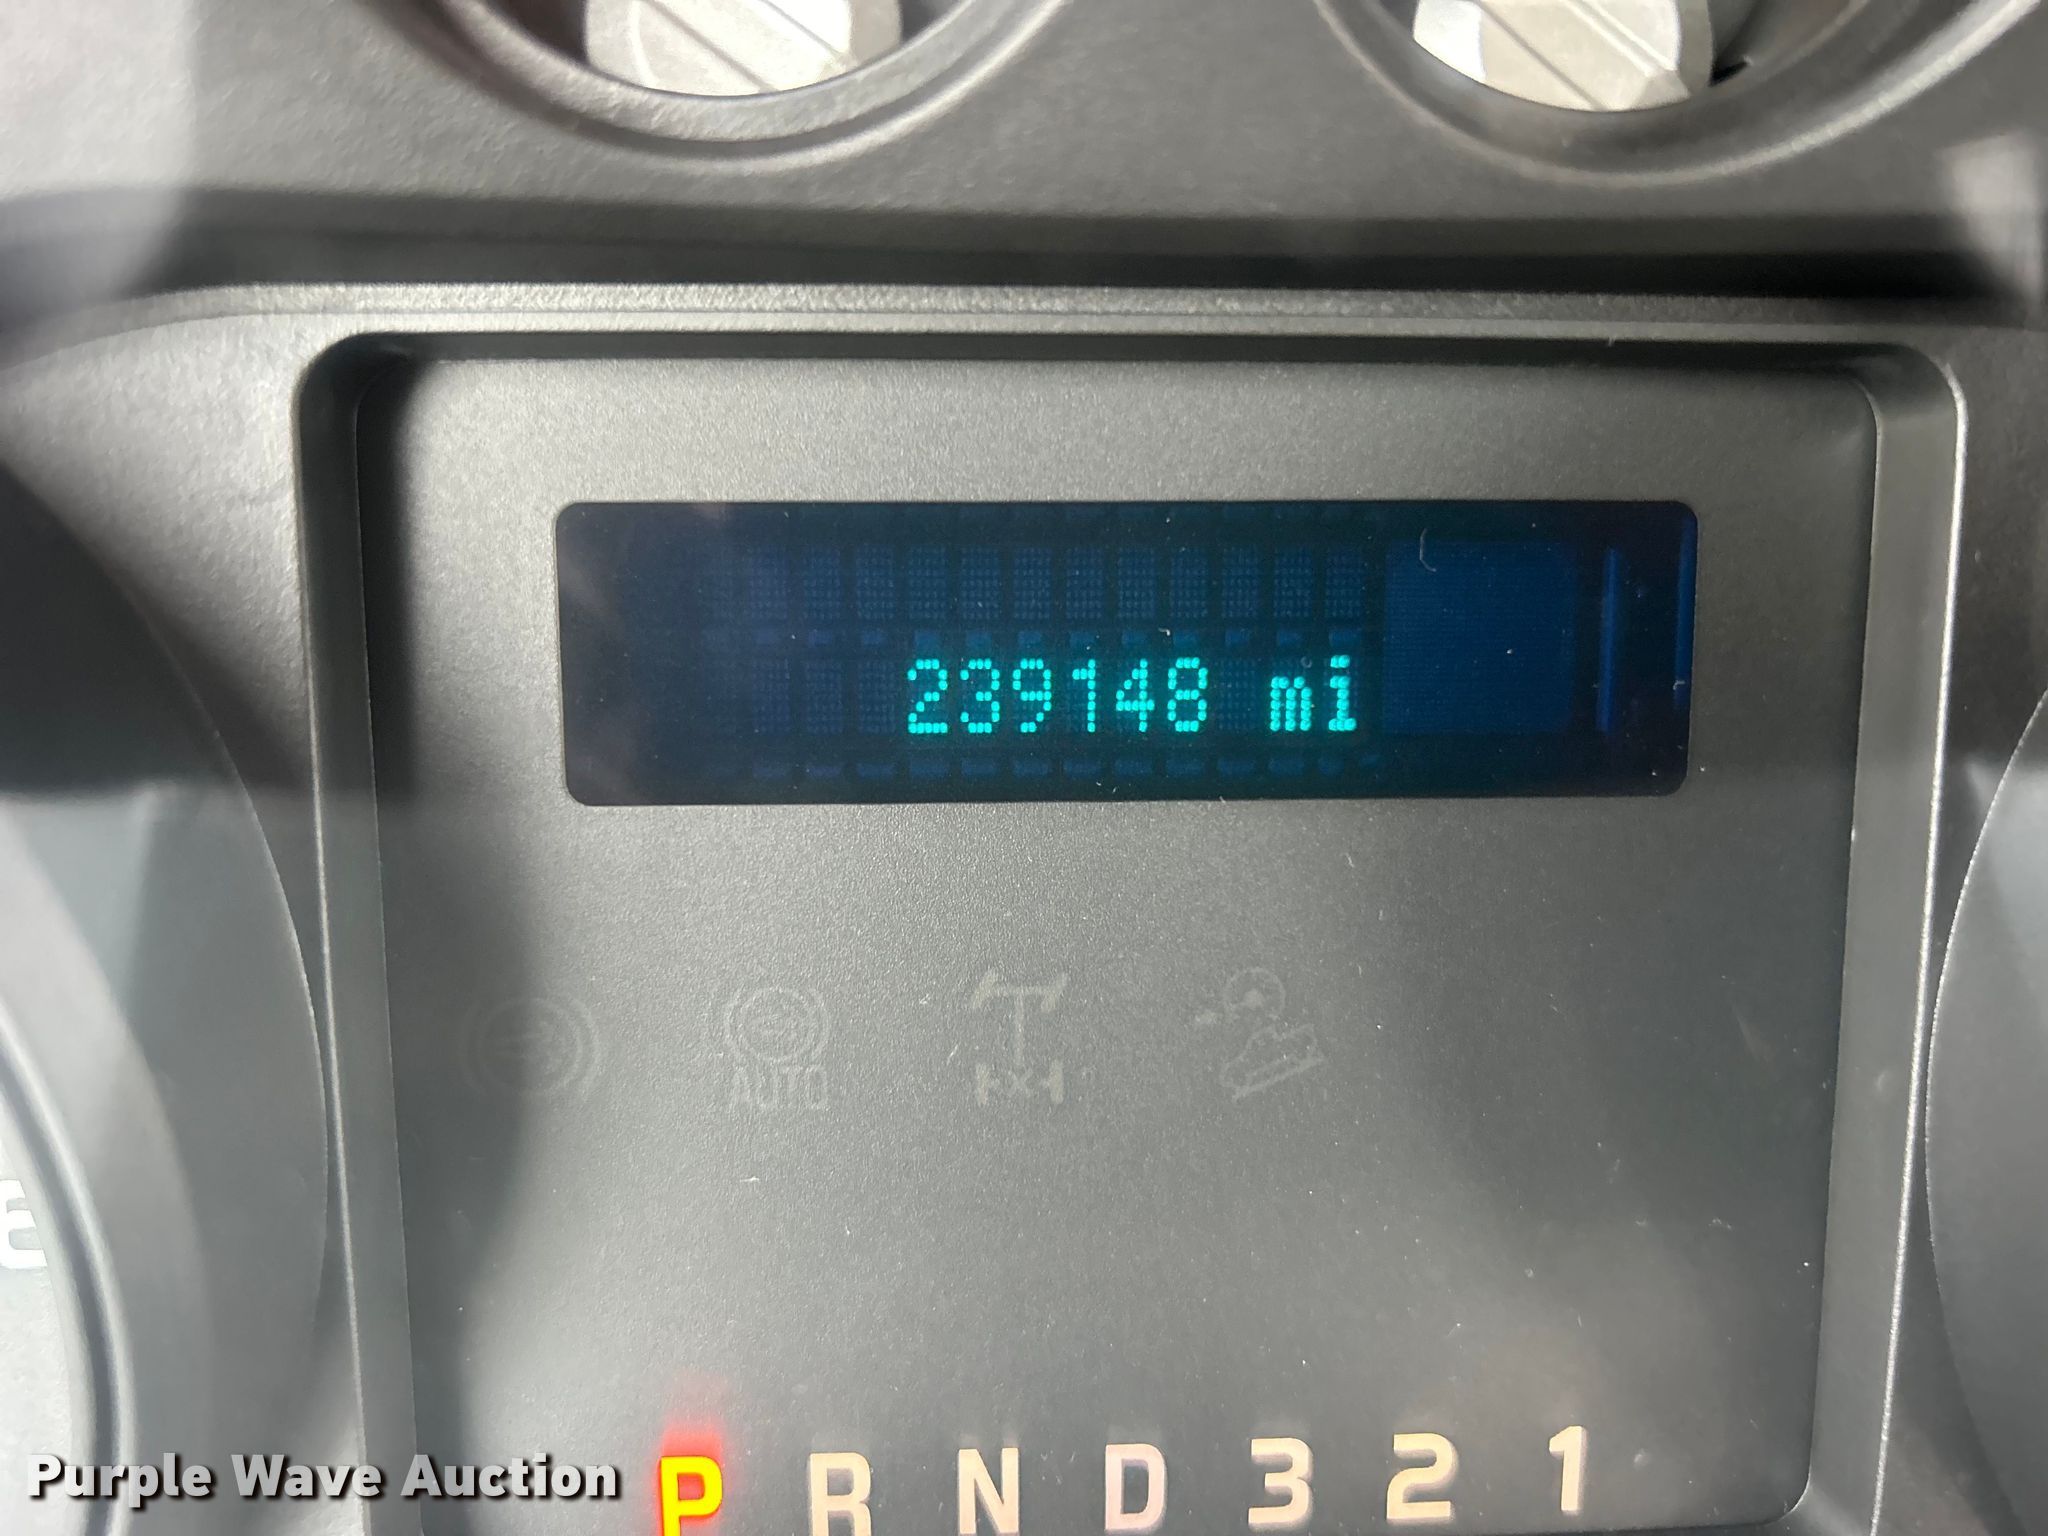 239148 mi
AUTO
P R N D 3 2 1
Purple Wave Auction